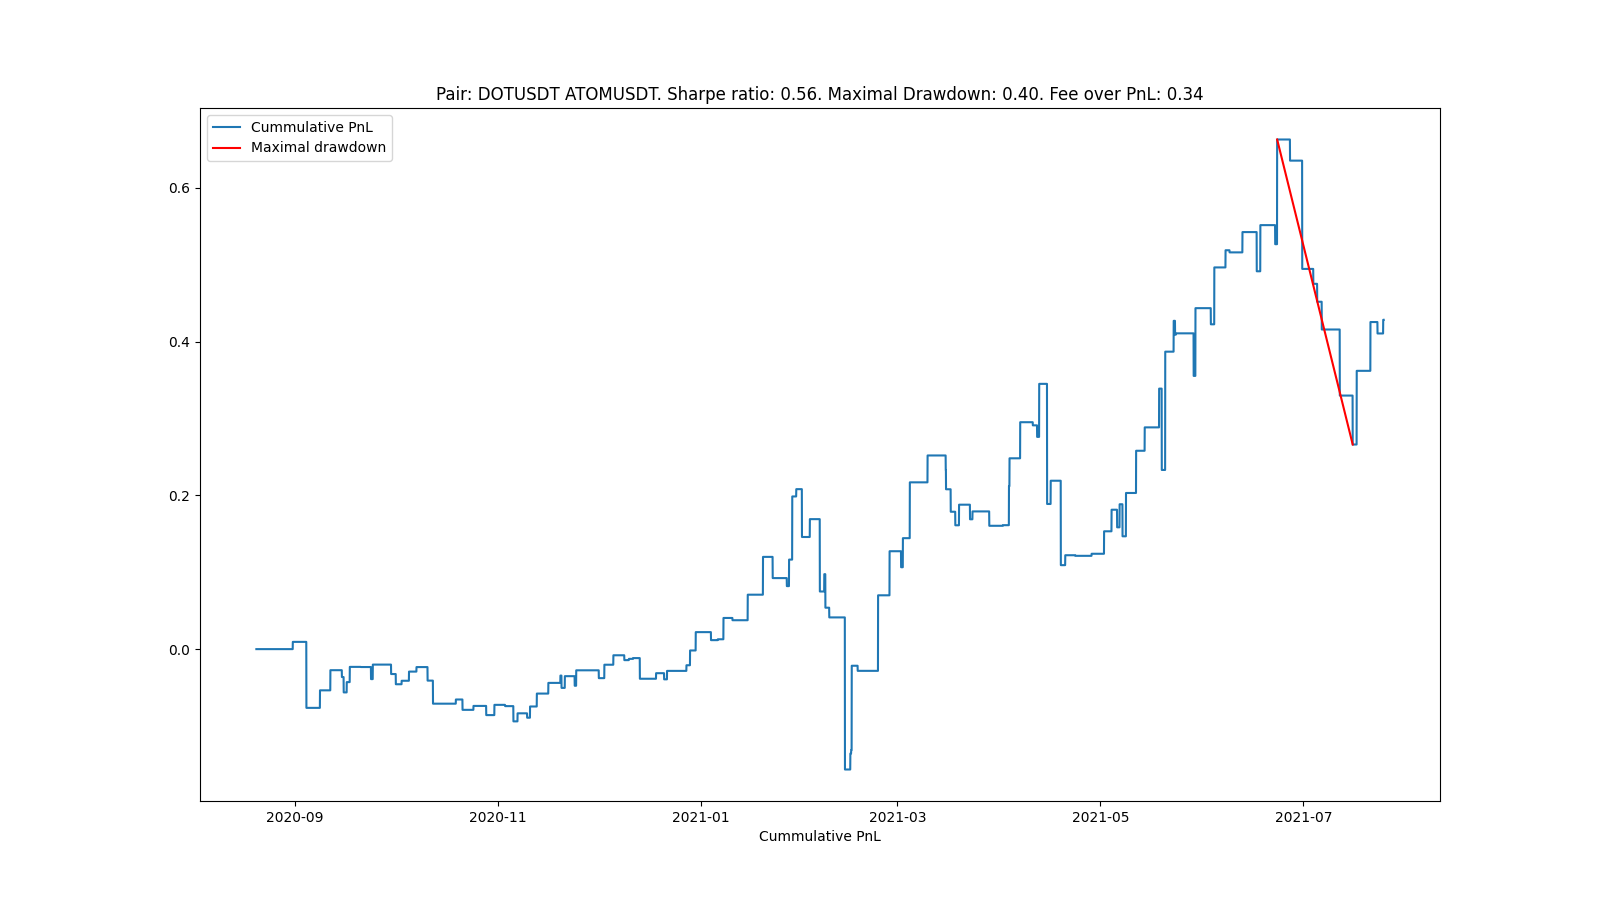 Pair: DOTUSDT ATOMUSDT. Sharpe ratio: 0.56. Maximal Drawdown: 0.40. Fee over PnL: 0.34
Cummulative PnL
Maximal drawdown
0.6
0.4
0.2
0.0
2020-09 2020-11 2021-01 2021-03 2021-05 2021-07
Cummulative PnL